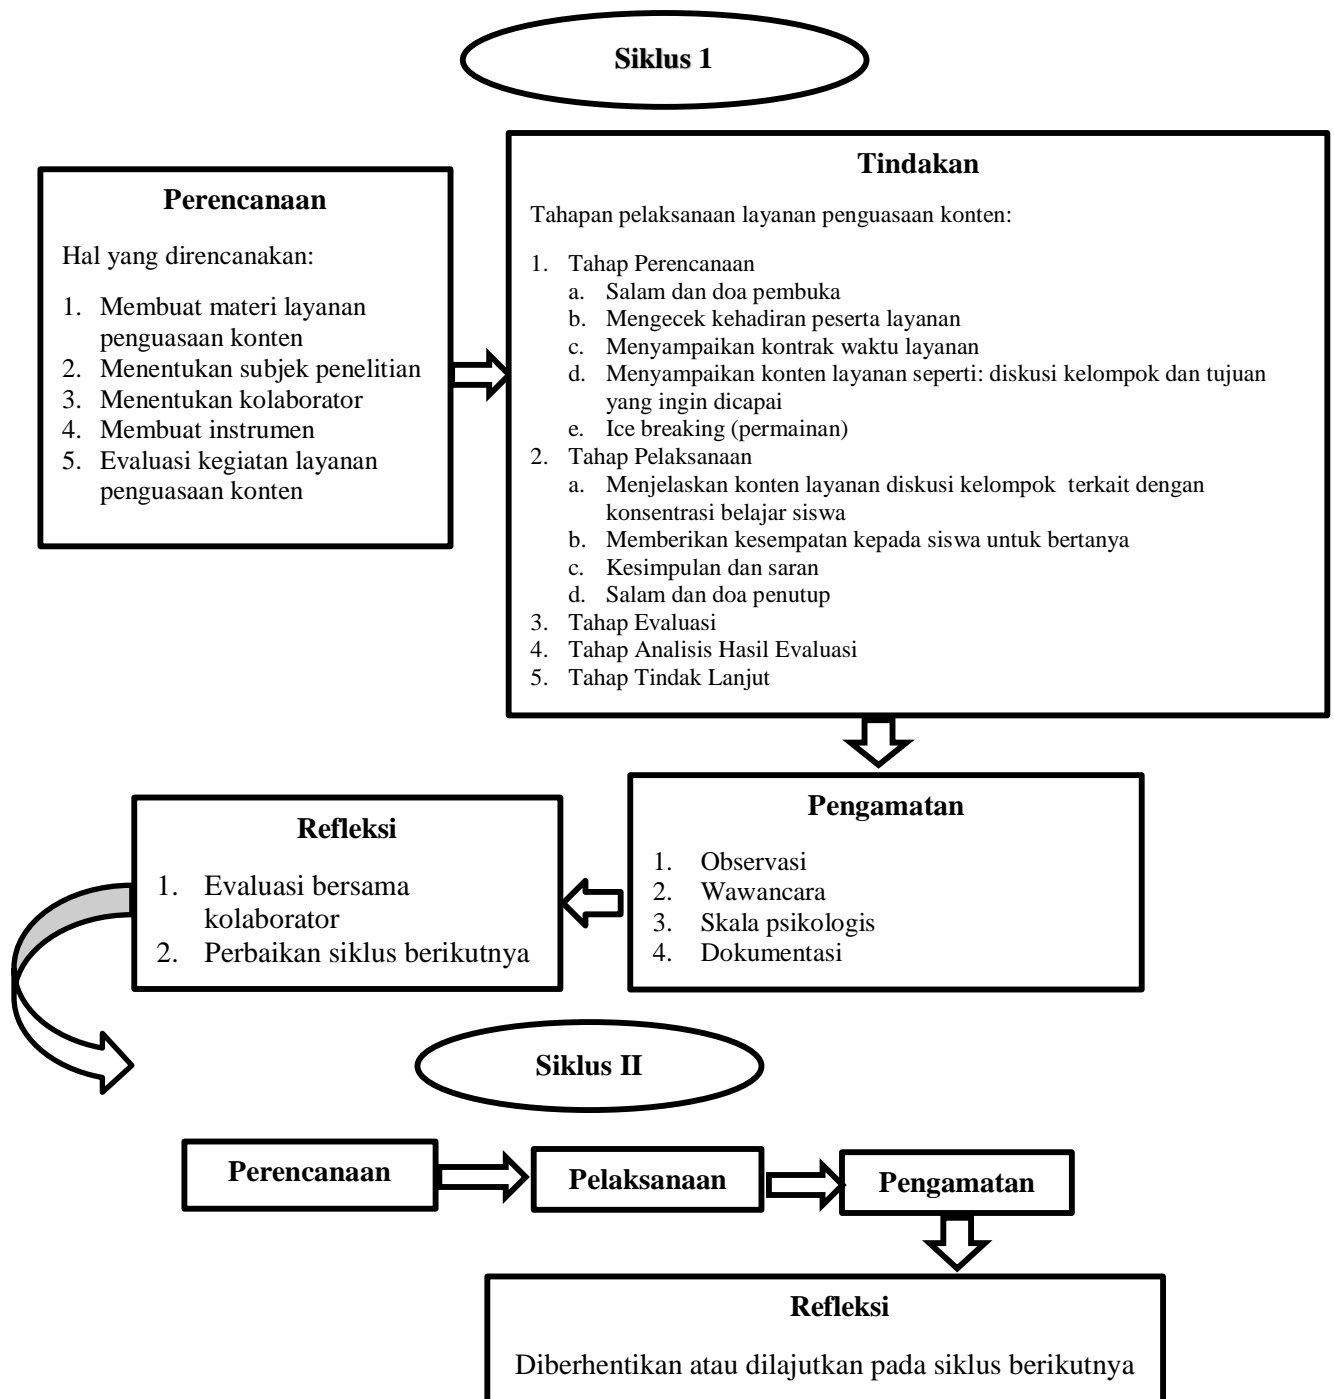 Siklus 1
Perencanaan
Hal yang direncanakan:
1. Membuat materi layanan
penguasaan konten
2. Menentukan subjek penelitian
3. Menentukan kolaborator
4. Membuat instrumen
5. Evaluasi kegiatan layanan
penguasaan konten
Tindakan
Tahapan pelaksanaan layanan penguasaan konten:
1. Tahap Perencanaan
a. Salam dan doa pembuka
b. Mengecek kehadiran peserta layanan
c. Menyampaikan kontrak waktu layanan
d. Menyampaikan konten layanan seperti: diskusi kelompok dan tujuan
yang ingin dicapai
e. Ice breaking (permainan)
2. Tahap Pelaksanaan
a. Menjelaskan konten layanan diskusi kelompok terkait dengan
konsentrasi belajar siswa
b. Memberikan kesempatan kepada siswa untuk bertanya
c. Kesimpulan dan saran
d. Salam dan doa penutup
3. Tahap Evaluasi
4. Tahap Analisis Hasil Evaluasi
5. Tahap Tindak Lanjut
Pengamatan
1. Observasi
2. Wawancara
3. Skala psikologis
4. Dokumentasi
Refleksi
1. Evaluasi bersama
kolaborator
2. Perbaikan siklus berikutnya
Siklus II
Perencanaan
Pelaksanaan
Pengamatan
Refleksi
Diberhentikan atau dilajutkan pada siklus berikutnya